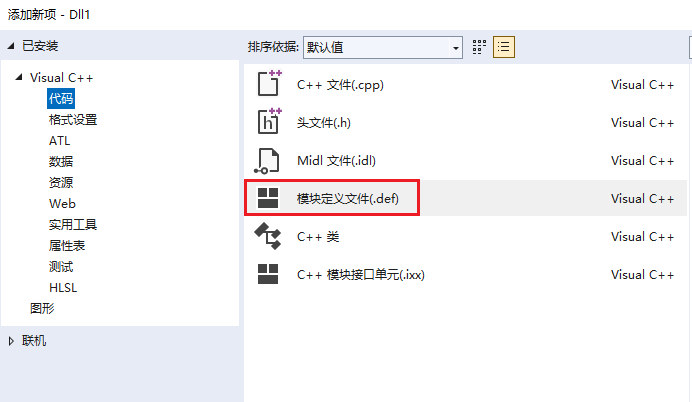 添加新项 - Dll1
已安装
排序依据: 默认值
Visual C++
代码
格式设置
ATL
数据
资源
Web
实用工具
属性表
测试
HLSL
图形
联机
C++ 文件(.cpp) Visual C++
头文件(.h) Visual C++
Midl 文件(.idl) Visual C++
模块定义文件(.def) Visual C++
C++ 类 Visual C++
C++ 模块接口单元(.ixx) Visual C++